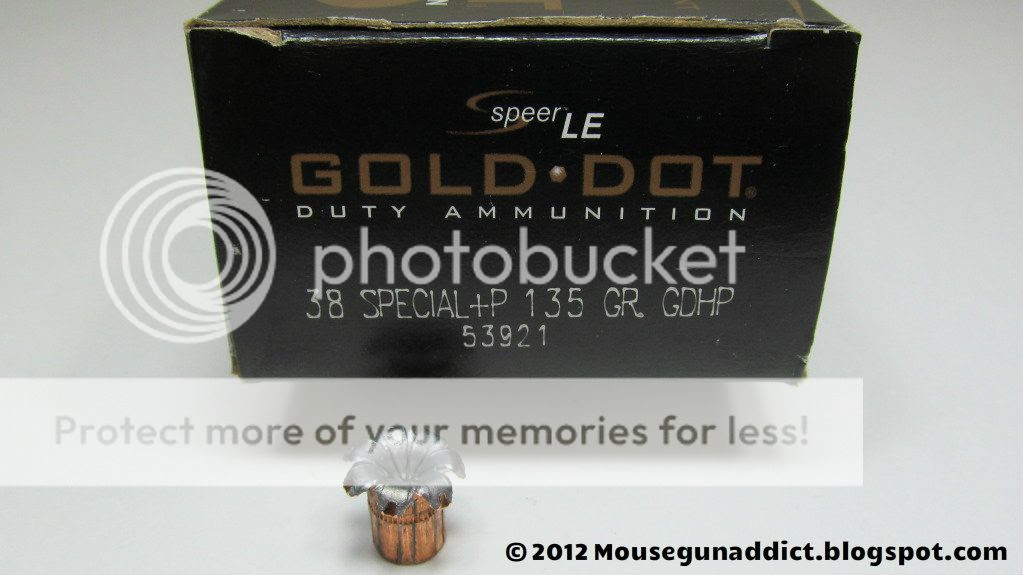 speer LE
GOLD DOT®
DUTY AMMUNITION
photobucket
38 SPECIAL+P 135 GR GDHP
53921
Protect more of your memories for less!
© 2012 Mousegunaddict.blogspot.com